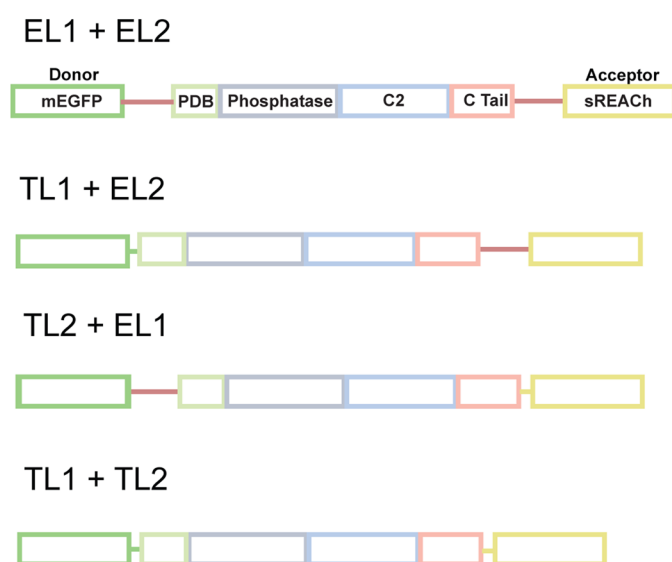 EL1 + EL2
Donor
Acceptor
mEGFP PDB Phosphatase C2 C Tail sREACh
TL1 + EL2
TL2 + EL1
TL1 + TL2